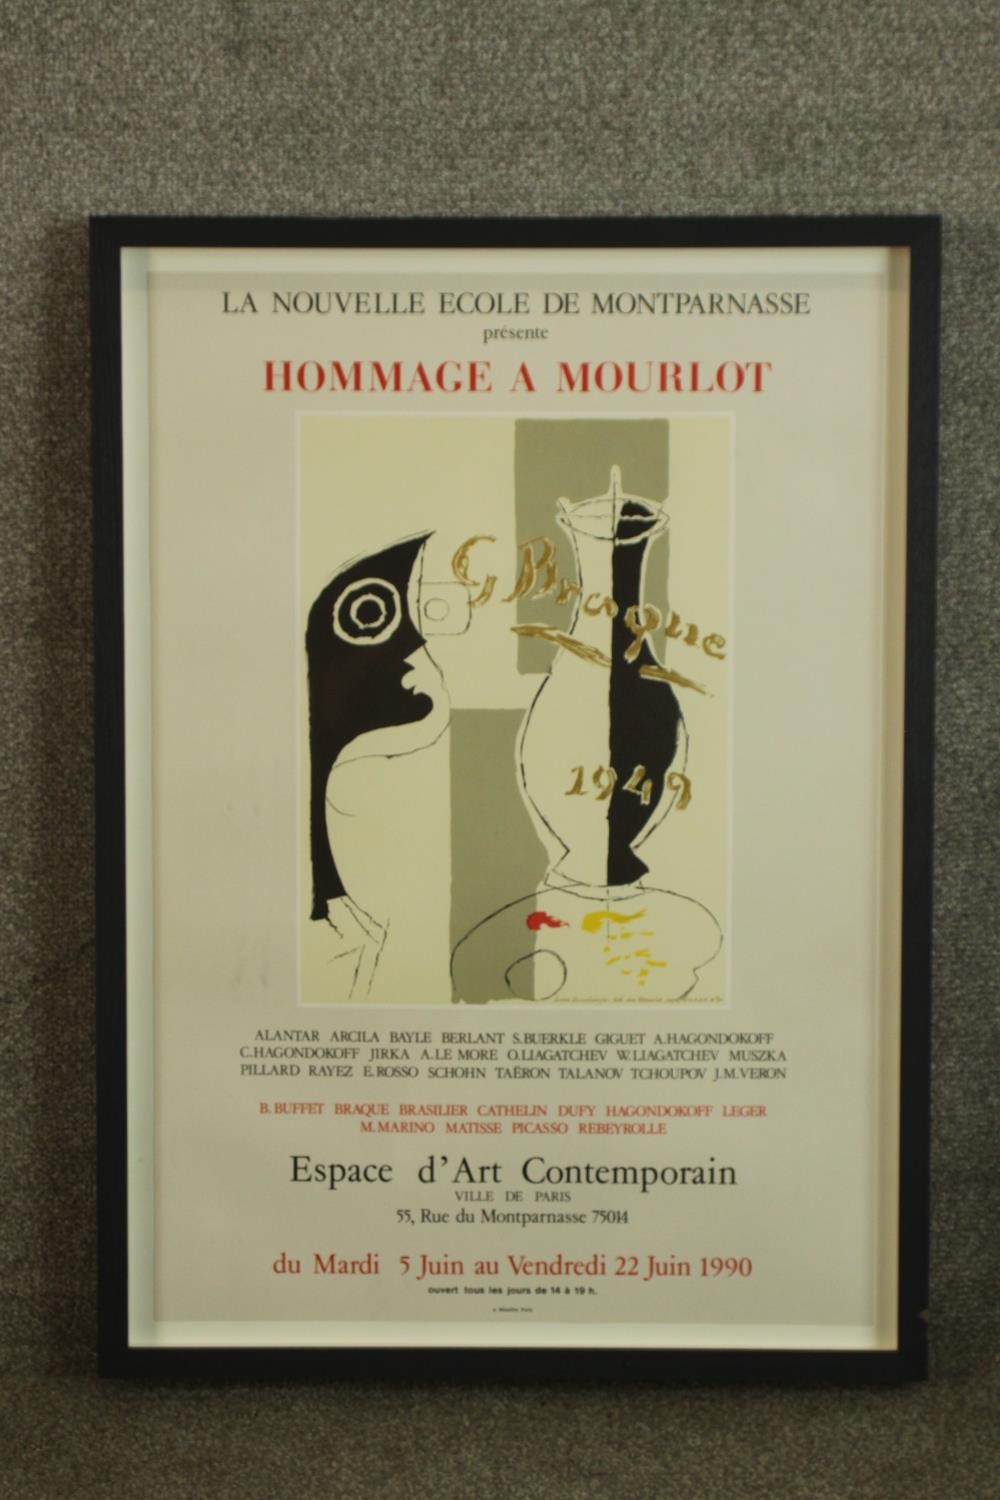 LA NOUVELLE ECOLE DE MONTPARNASSE
présente
HOMMAGE A MOURLOT
G Braque
1949
ALANTAR ARCILA BAYLE BERLANT S.BUERKLE GIGUET A.HAGONDOKOFF
C.HAGONDOKOFF JIRKA A.LE MORE O.LIAGATCHEV W.LIAGATCHEV MUSZKA
PILLARD RAYEZ E.ROSSO SCHOHN TAËRON TALANOV TCHOUPOV J.M.VERON
B.BUFFET BRAQUE BRASILIER CATHELIN DUFY HAGONDOKOFF LEGER
M.MARINO MATISSE PICASSO REBEYROLLE
Espace d'Art Contemporain
VILLE DE PARIS
55, Rue du Montparnasse 75014
du Mardi 5 Juin au Vendredi 22 Juin 1990
ouvert tous les jours de 14 à 19 h.